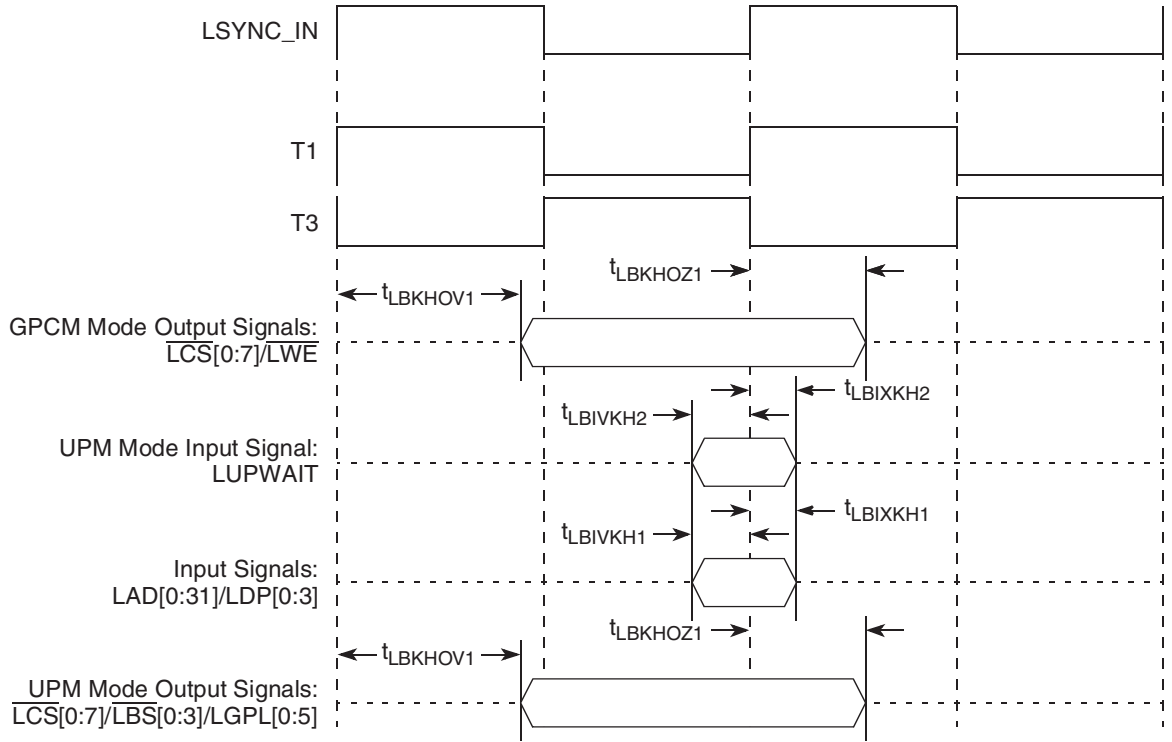 LSYNC_IN
T1
T3
tLBKHOZ1
tLBKHOV1
GPCM Mode Output Signals:
LCS[0:7]/LWE
tLBIXKH2
tLBIVKH2
UPM Mode Input Signal:
LUPWAIT
tLBIXKH1
tLBIVKH1
Input Signals:
LAD[0:31]/LDP[0:3]
tLBKHOZ1
tLBKHOV1
UPM Mode Output Signals:
LCS[0:7]/LBS[0:3]/LGPL[0:5]